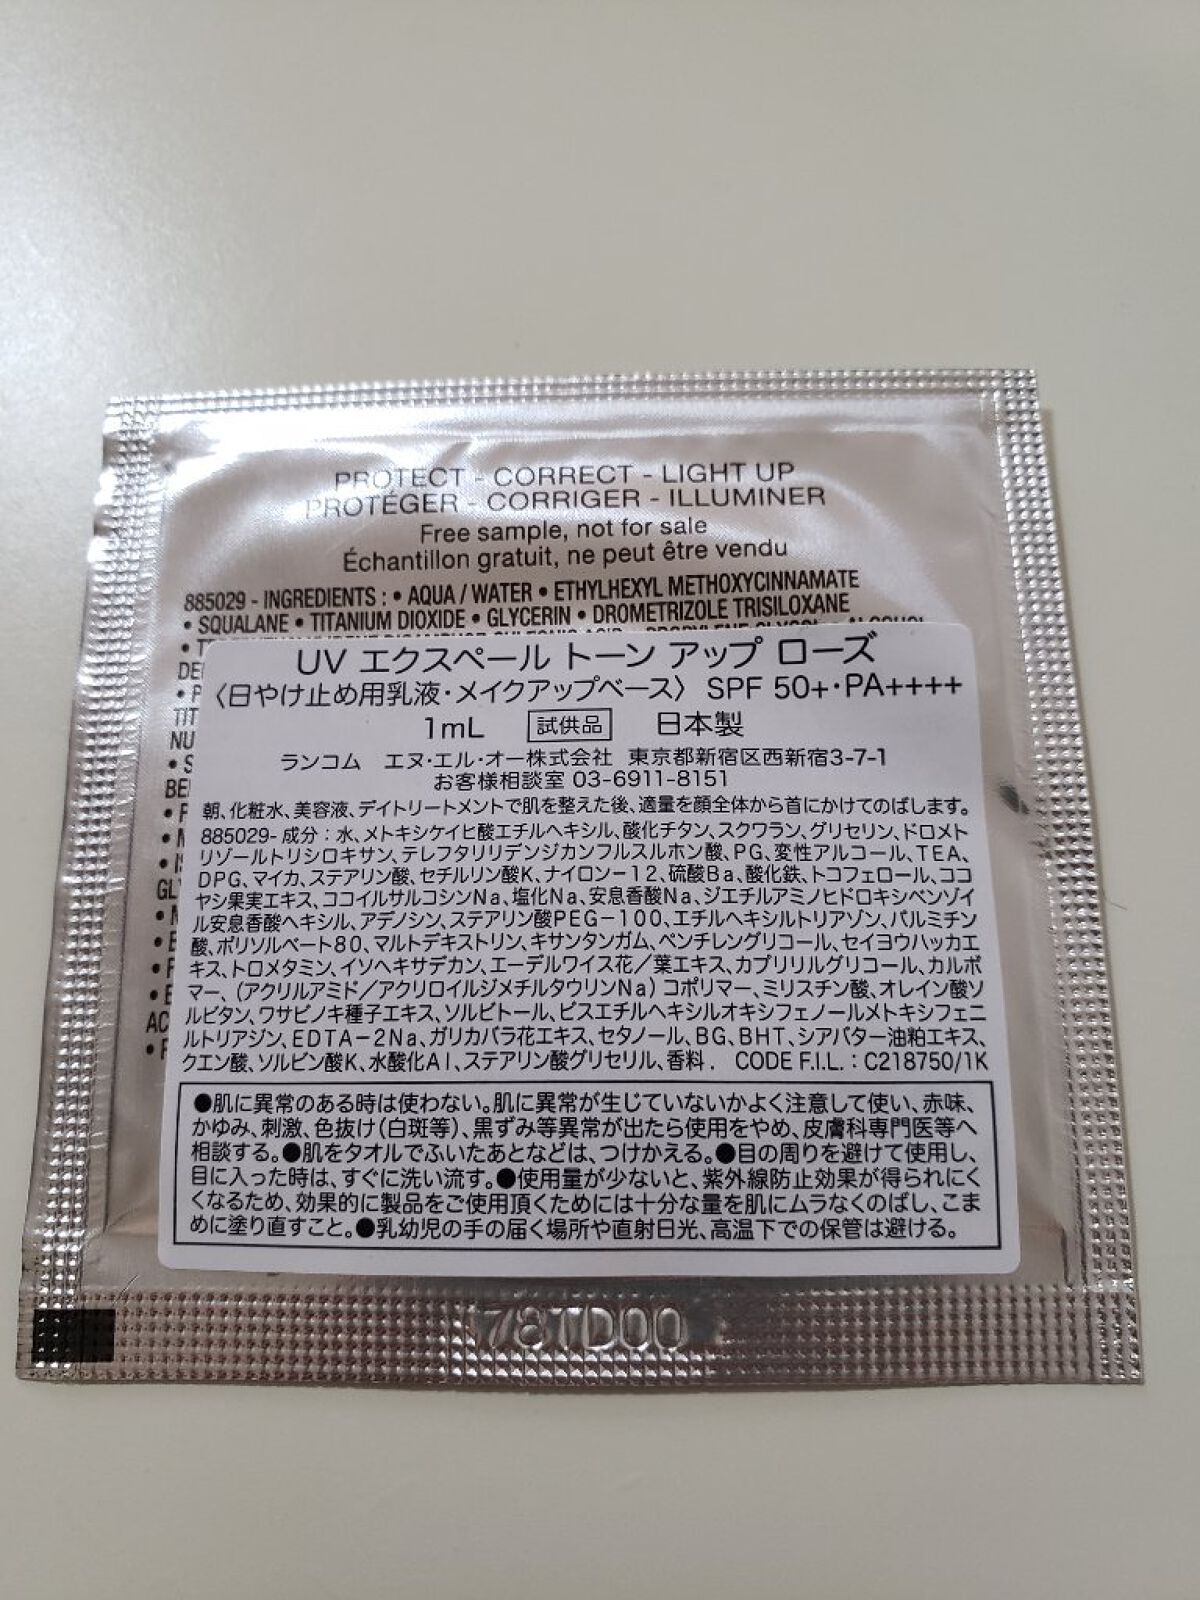 PROTECT - CORRECT - LIGHT UP
PROTÉGER - CORRIGER - ILLUMINER
Free sample, not for sale
Échantillon gratuit, ne peut être vendu
885029 - INGREDIENTS : • AQUA / WATER • ETHYLHEXYL METHOXYCINNAMATE
• SQUALANE • TITANIUM DIOXIDE • GLYCERIN • DROMETRIZOLE TRISILOXANE
UV エクスペール トーン アップ ローズ
〈日やけ止め用乳液・メイクアップベース〉 SPF 50+・PA++++
1mL 試供品 日本製
ランコム エヌ・エル・オー株式会社 東京都新宿区西新宿3-7-1
お客様相談室 03-6911-8151
朝、化粧水、美容液、デイトリートメントで肌を整えた後、適量を顔全体から首にかけてのばします。
885029- 成分：水、メトキシケイヒ酸エチルヘキシル、酸化チタン、スクワラン、グリセリン、ドロメト
リゾールトリシロキサン、テレフタリリデンジカンフルスルホン酸、PG、変性アルコール、TEA、
DPG、マイカ、ステアリン酸、セチルリン酸K、ナイロン－12、硫酸Ba、酸化鉄、トコフェロール、ココ
ヤシ果実エキス、ココイルサルコシンNa、塩化Na、安息香酸Na、ジエチルアミノヒドロキシベンゾイ
ル安息香酸ヘキシル、アデノシン、ステアリン酸PEG－100、エチルヘキシルトリアゾン、パルミチン
酸、ポリソルベート80、マルトデキストリン、キサンタンガム、ペンチレングリコール、セイヨウハッカエ
キス、トロメタミン、イソヘキサデカン、エーデルワイス花／葉エキス、カプリリルグリコール、カルボ
マー、（アクリルアミド／アクリロイルジメチルタウリンNa）コポリマー、ミリスチン酸、オレイン酸ソ
ルビタン、ワサビノキ種子エキス、ソルビトール、ビスエチルヘキシルオキシフェノールメトキシフェニ
ルトリアジン、EDTA－2Na、ガリカバラ花エキス、セタノール、BG、BHT、シアバター油粕エキス、
クエン酸、ソルビン酸K、水酸化Al、ステアリン酸グリセリル、香料． CODE F.I.L. : C218750/1K
●肌に異常のある時は使わない。肌に異常が生じていないかよく注意して使い、赤味、
かゆみ、刺激、色抜け(白斑等)、黒ずみ等異常が出たら使用をやめ、皮膚科専門医等へ
相談する。●肌をタオルでふいたあとなどは、つけかえる。●目の周りを避けて使用し、
目に入った時は、すぐに洗い流す。●使用量が少ないと、紫外線防止効果が得られにく
くなるため、効果的に製品をご使用頂くためには十分な量を肌にムラなくのばし、こま
めに塗り直すこと。●乳幼児の手の届く場所や直射日光、高温下での保管は避ける。
78TD00